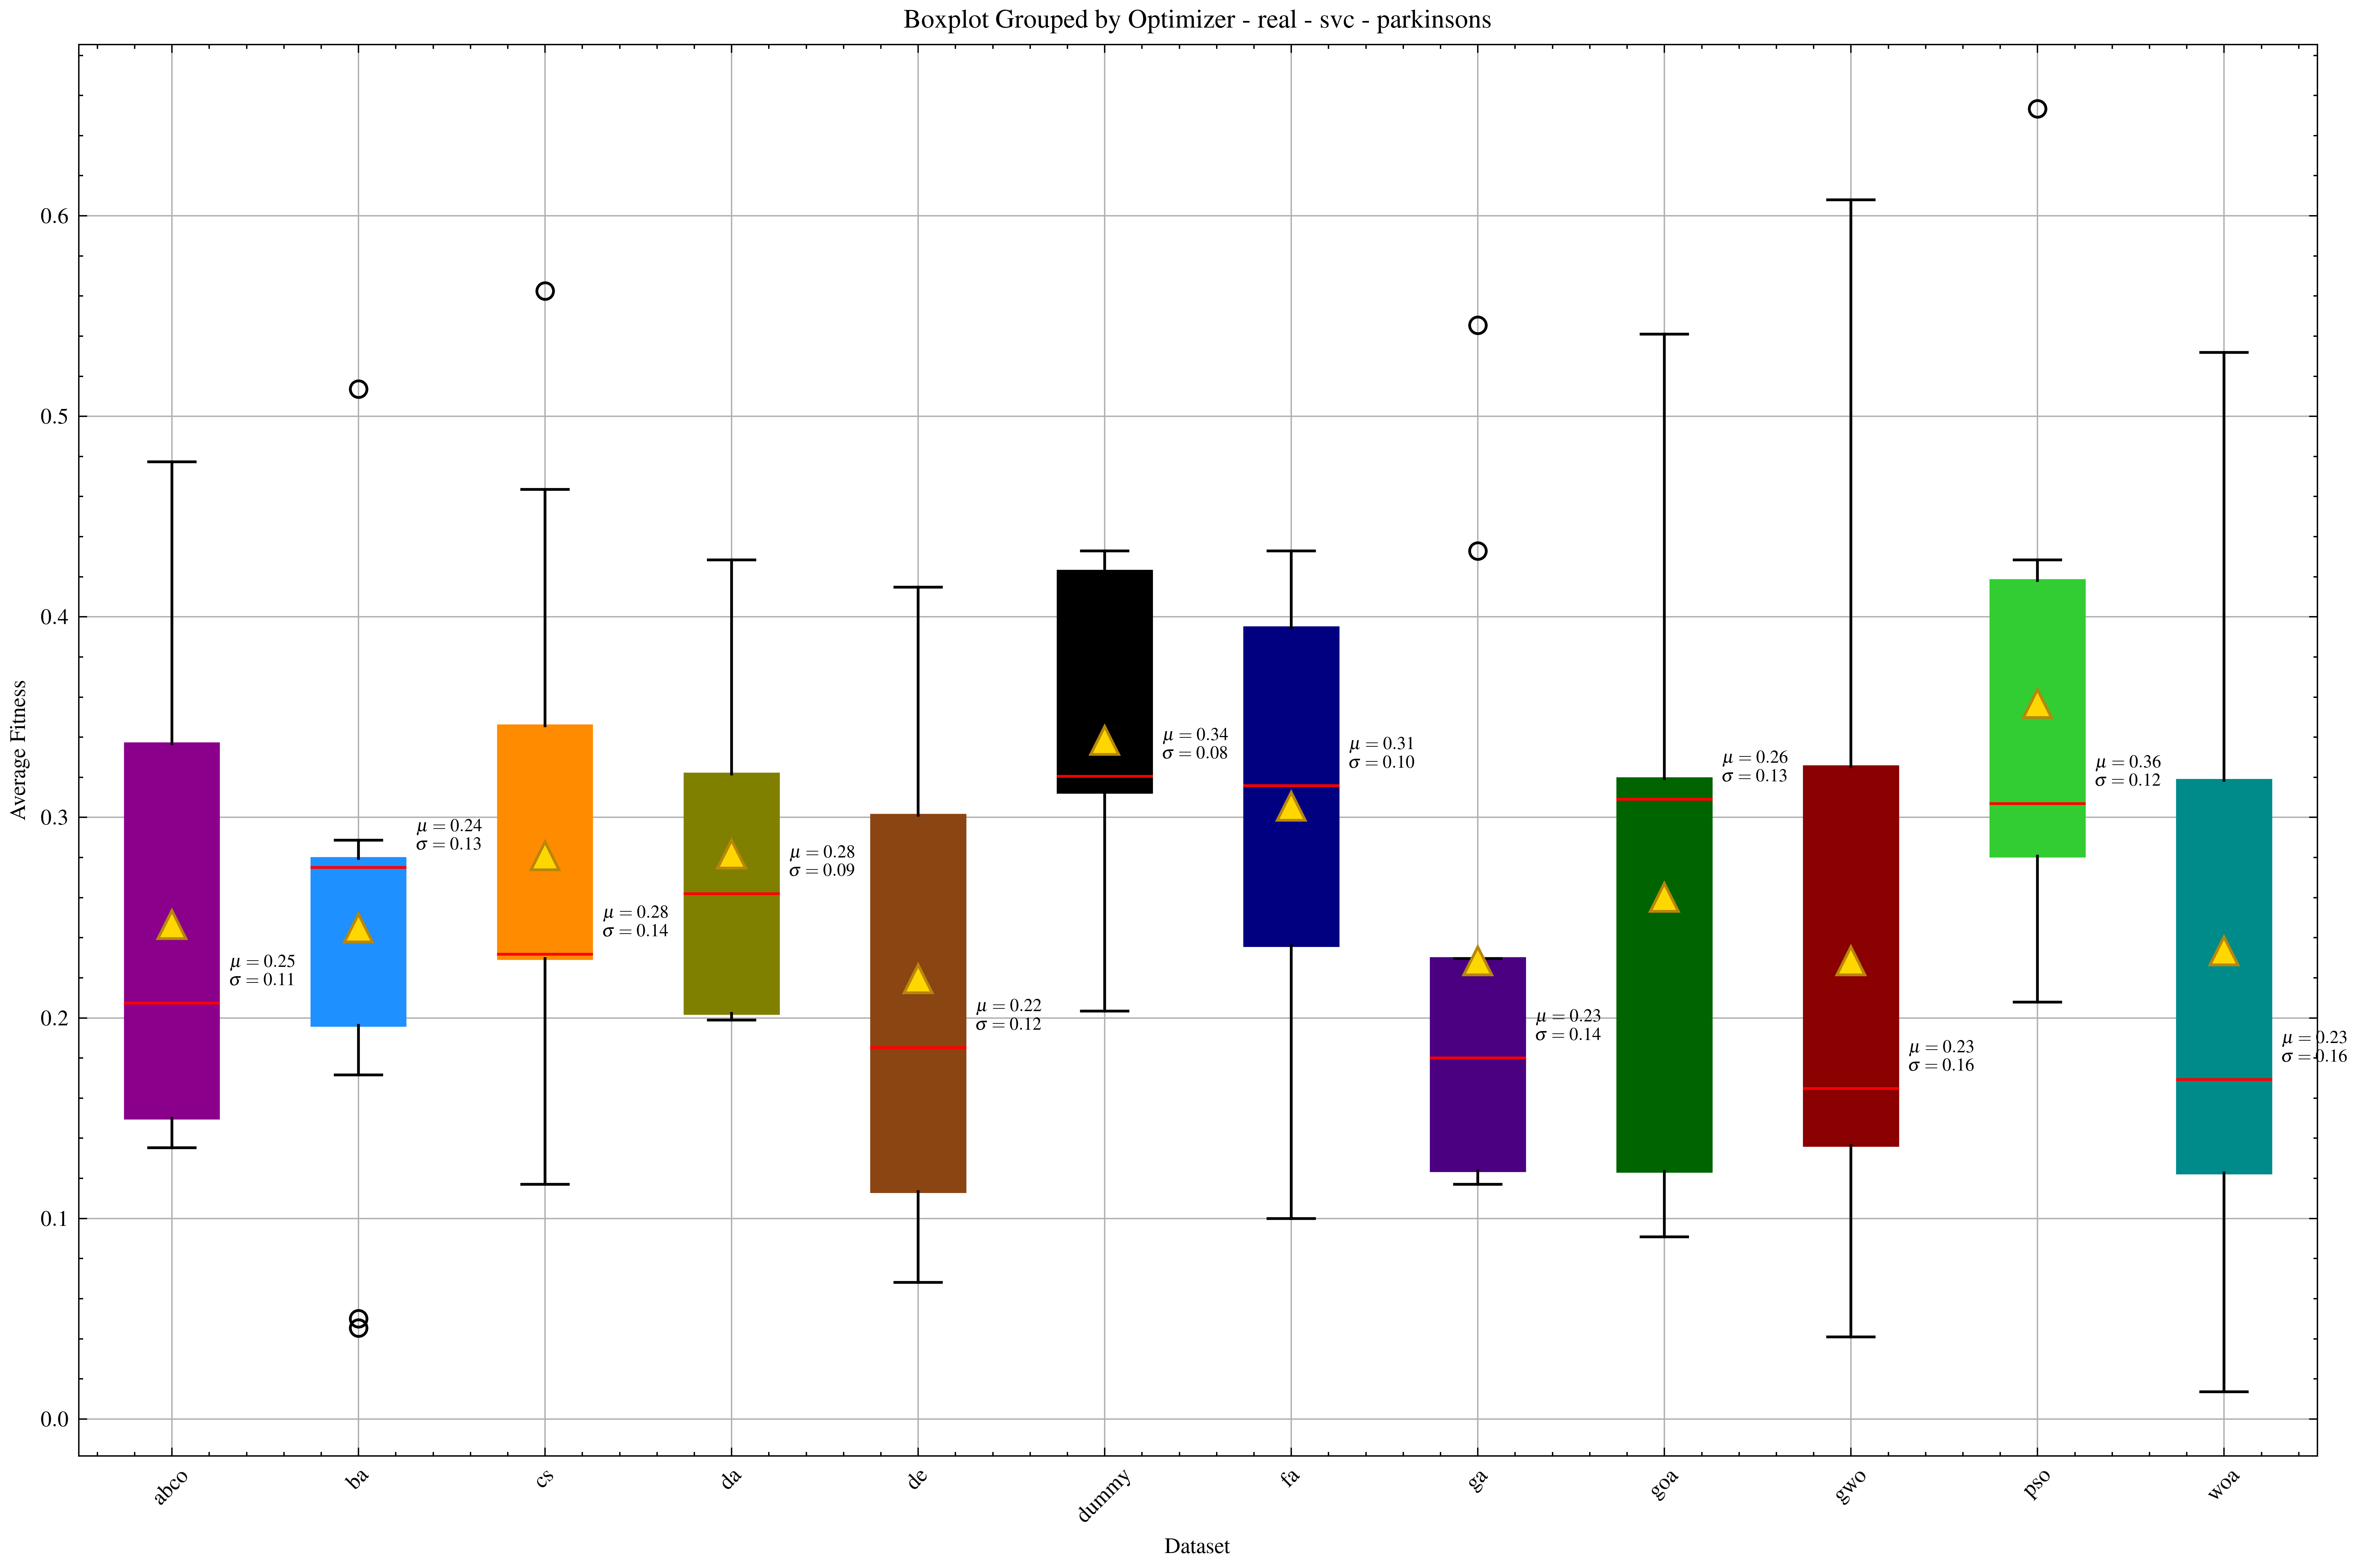 Boxplot Grouped by Optimizer - real - svc - parkinsons
Average Fitness
0.6
0.5
0.4
0.3
0.2
0.1
0.0
μ = 0.25
σ = 0.11
μ = 0.24
σ = 0.13
μ = 0.28
σ = 0.14
μ = 0.28
σ = 0.09
μ = 0.22
σ = 0.12
μ = 0.34
σ = 0.08
μ = 0.31
σ = 0.10
μ = 0.23
σ = 0.14
μ = 0.26
σ = 0.13
μ = 0.23
σ = 0.16
μ = 0.36
σ = 0.12
μ = 0.23
σ = 0.16
abco
ba
cs
da
de
dummy
fa
ga
goa
gwo
pso
woa
Dataset